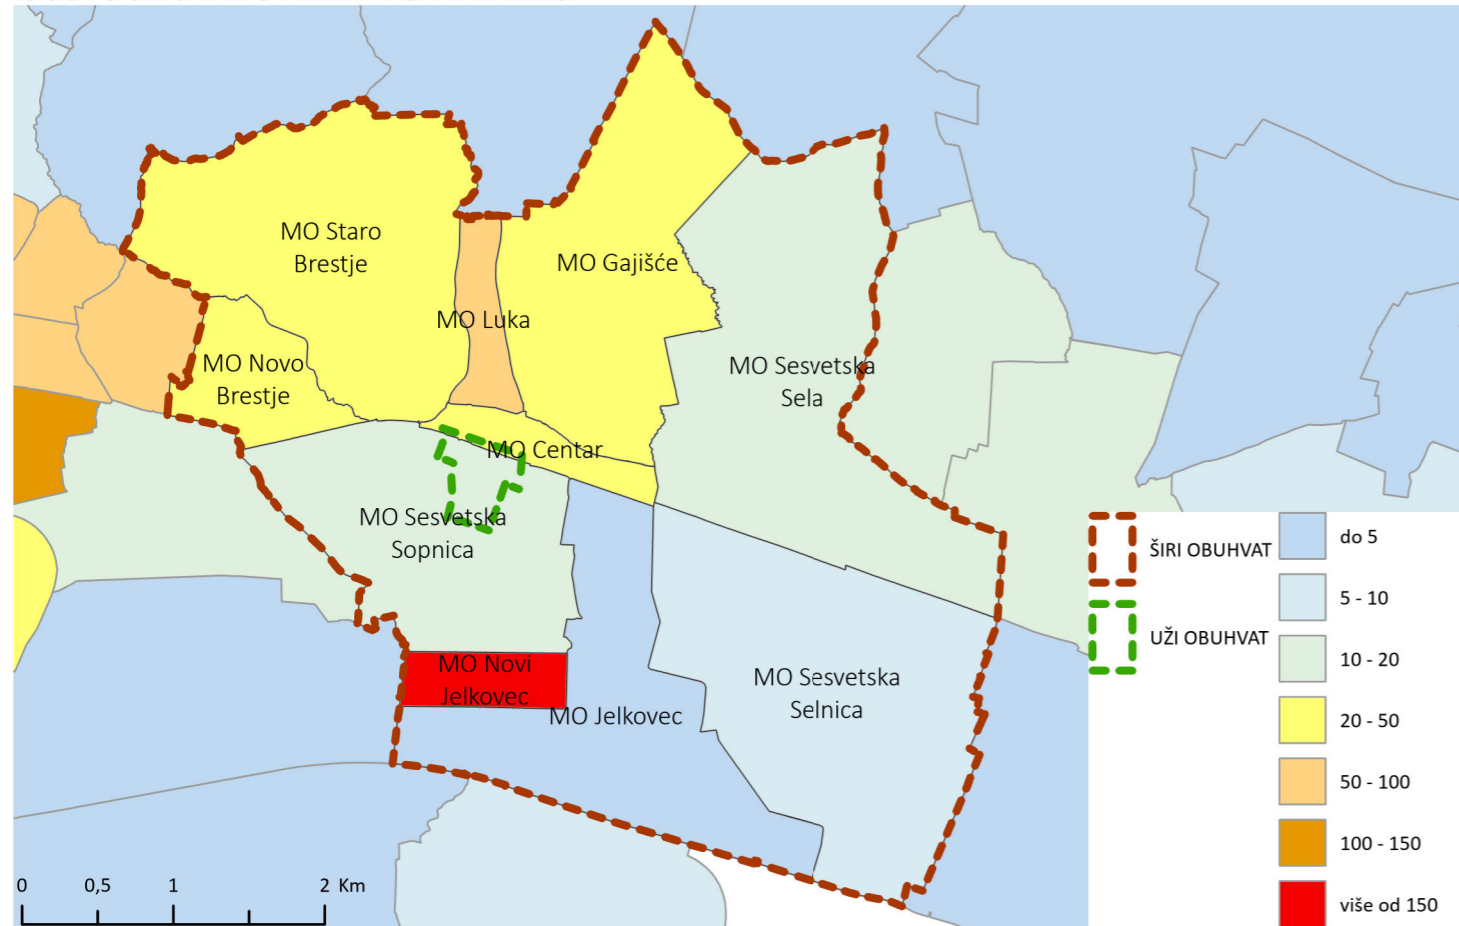 MO Staro
Brestje
MO Gajišće
MO Luka
MO Novo
Brestje
MO Sesvetska
Sela
MO Centar
MO Sesvetska
Sopnica
MO Novi
Jelkovec
MO Jelkovec
MO Sesvetska
Selnica
ŠIRI OBUHVAT
UŽI OBUHVAT
do 5
5 - 10
10 - 20
20 - 50
50 - 100
100 - 150
više od 150
0 0,5 1 2 Km